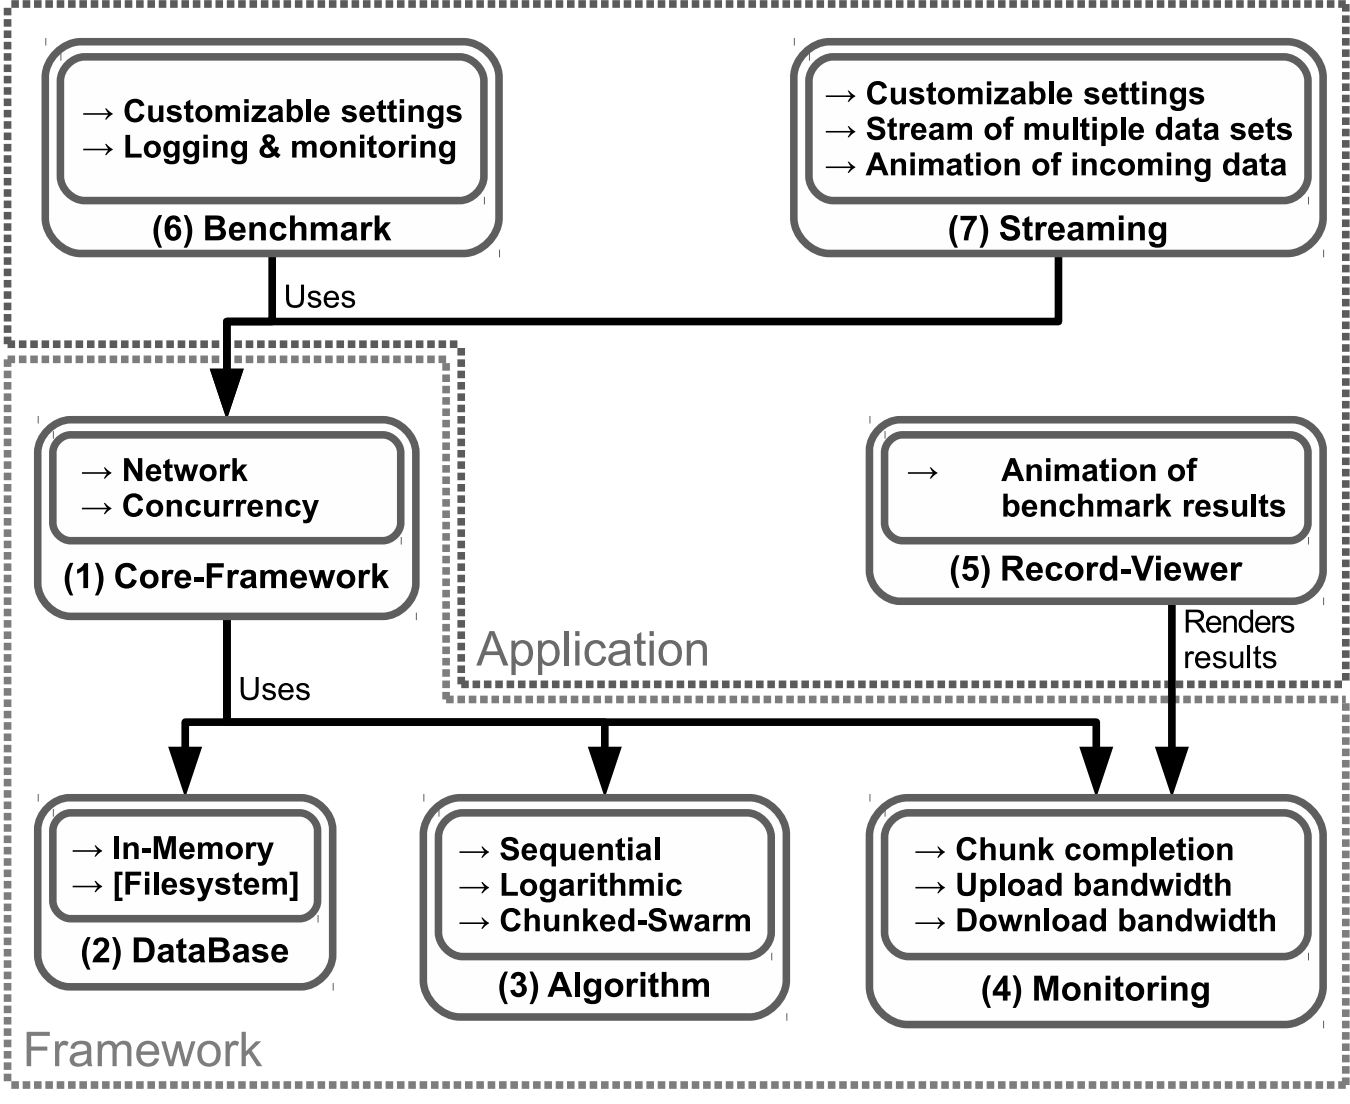 → Customizable settings
→ Logging & monitoring
(6) Benchmark
→ Customizable settings
→ Stream of multiple data sets
→ Animation of incoming data
(7) Streaming
Uses
→ Network
→ Concurrency
(1) Core-Framework
→ Animation of
benchmark results
(5) Record-Viewer
Application
Renders
results
Uses
→ In-Memory
→ [Filesystem]
(2) DataBase
→ Sequential
→ Logarithmic
→ Chunked-Swarm
(3) Algorithm
→ Chunk completion
→ Upload bandwidth
→ Download bandwidth
(4) Monitoring
Framework